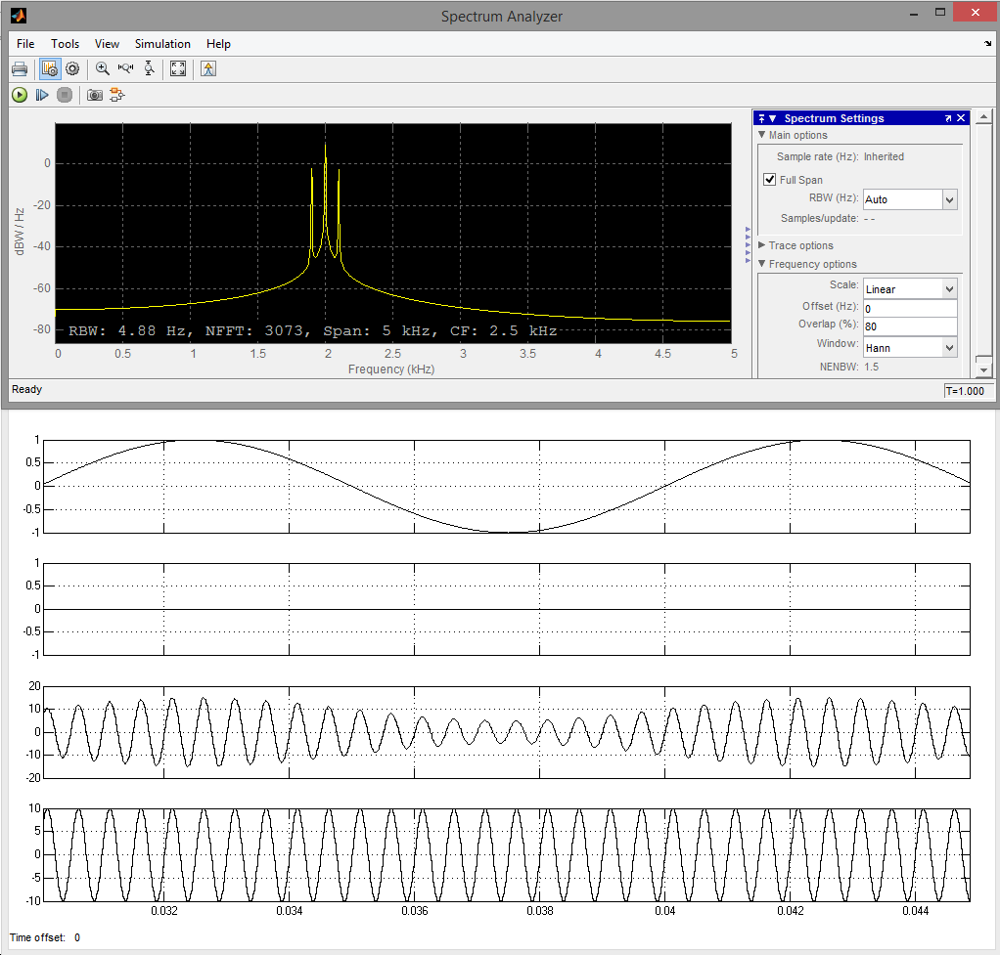 Spectrum Analyzer
File Tools View Simulation Help
Spectrum Settings
Main options
Sample rate (Hz): Inherited
Full Span
RBW (Hz): Auto
Samples/update: - -
Trace options
Frequency options
Scale: Linear
Offset (Hz): 0
Overlap (%): 80
Window: Hann
NENBW: 1.5
dBW / Hz
0
-20
-40
-60
-80
RBW: 4.88 Hz, NFFT: 3073, Span: 5 kHz, CF: 2.5 kHz
0 0.5 1 1.5 2 2.5 3 3.5 4 4.5 5
Frequency (kHz)
Ready T=1.000
1
0.5
0
-0.5
-1
1
0.5
0
-0.5
-1
20
10
0
-10
-20
10
5
0
-5
-10
0.032 0.034 0.036 0.038 0.04 0.042 0.044
Time offset: 0